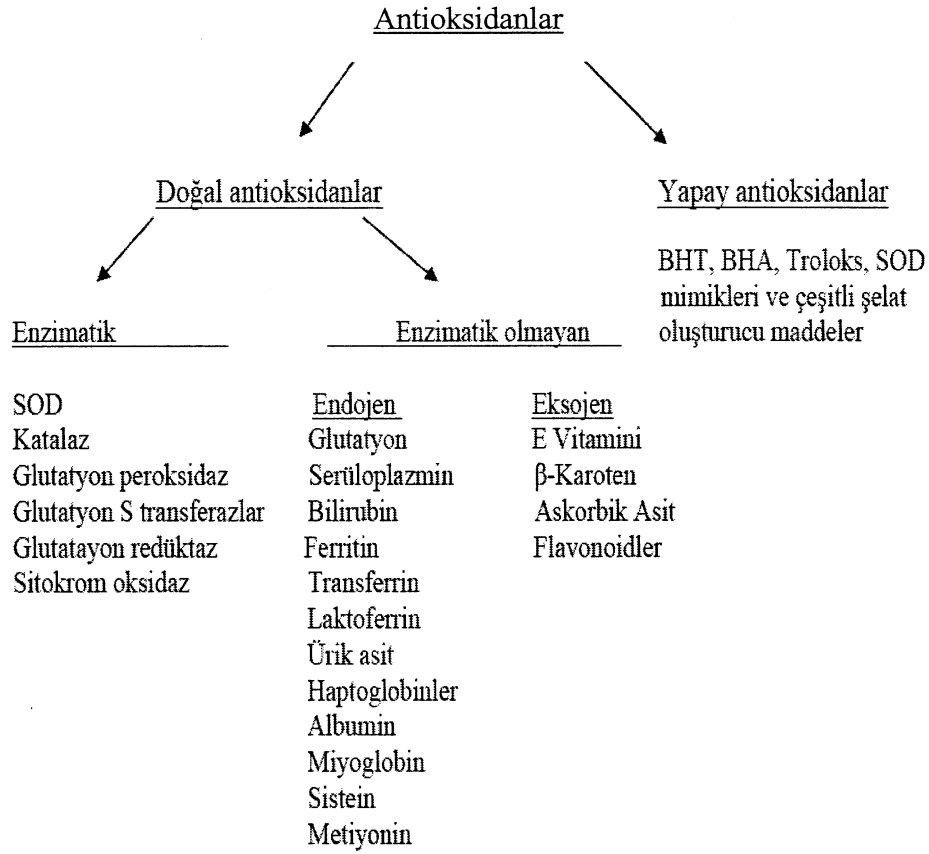 Antioksidanlar
Doğal antioksidanlar
Yapay antioksidanlar
BHT, BHA, Troloks, SOD
mimikleri ve çeşitli şelat
oluşturucu maddeler
Enzimatik
Enzimatik olmayan
SOD
Katalaz
Glutatyon peroksidaz
Glutatyon S transferazlar
Glutatayon redüktaz
Sitokrom oksidaz
Endojen
Glutatyon
Serüloplazmin
Bilirubin
Ferritin
Transferrin
Laktoferrin
Ürik asit
Haptoglobinler
Albumin
Miyoglobin
Sistein
Metiyonin
Eksojen
E Vitamini
β-Karoten
Askorbik Asit
Flavonoidler